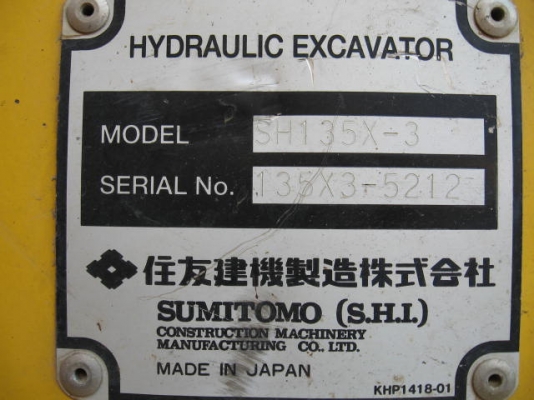 HYDRAULIC EXCAVATOR
MODEL SH135X-3
SERIAL No. 135X3-5212
住友建機製造株式会社
SUMITOMO (S.H.I.)
CONSTRUCTION MACHINERY
MANUFACTURING CO., LTD.
MADE IN JAPAN
KHP1418-01